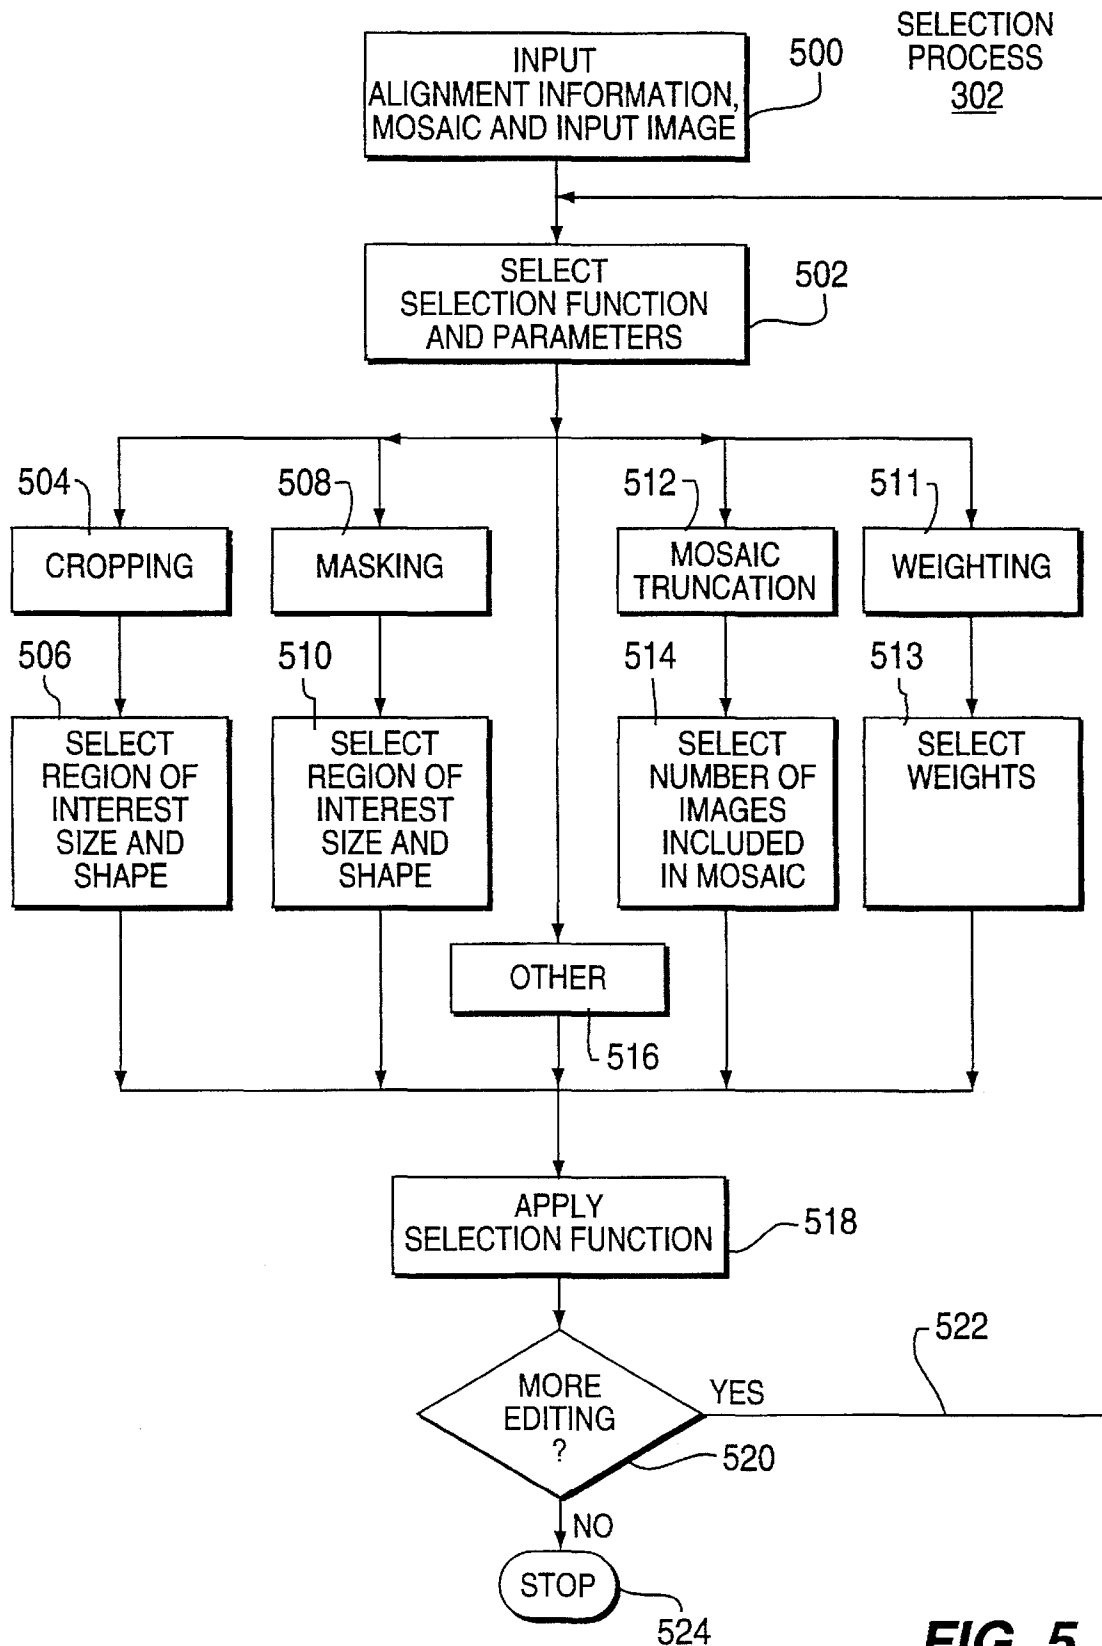 SELECTION
PROCESS
302
500
INPUT
ALIGNMENT INFORMATION,
MOSAIC AND INPUT IMAGE
502
SELECT
SELECTION FUNCTION
AND PARAMETERS
504
508
512
511
CROPPING
MASKING
MOSAIC
TRUNCATION
WEIGHTING
506
510
514
513
SELECT
REGION OF
INTEREST
SIZE AND
SHAPE
SELECT
REGION OF
INTEREST
SIZE AND
SHAPE
SELECT
NUMBER OF
IMAGES
INCLUDED
IN MOSAIC
SELECT
WEIGHTS
OTHER
516
APPLY
SELECTION FUNCTION
518
MORE
EDITING
?
YES
522
520
NO
STOP
524
FIG. 5